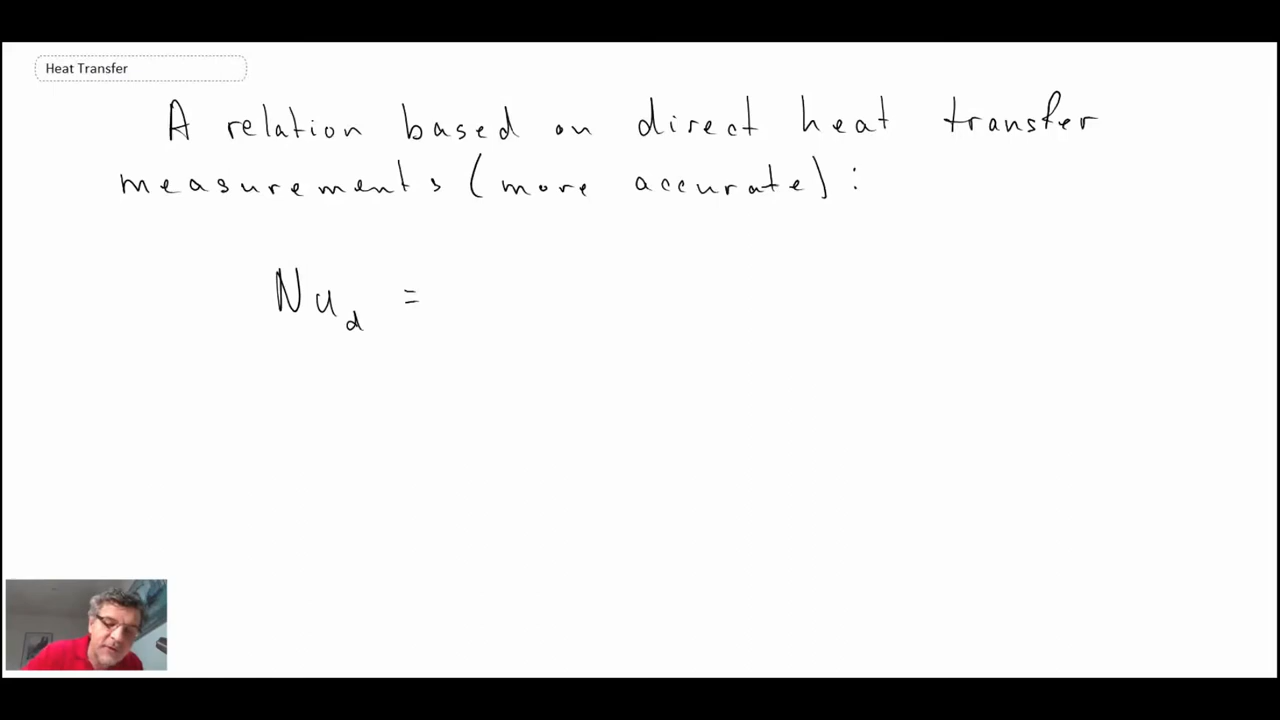 Heat Transfer
A relation based on direct heat transfer
measurements (more accurate) :
Nu_d =